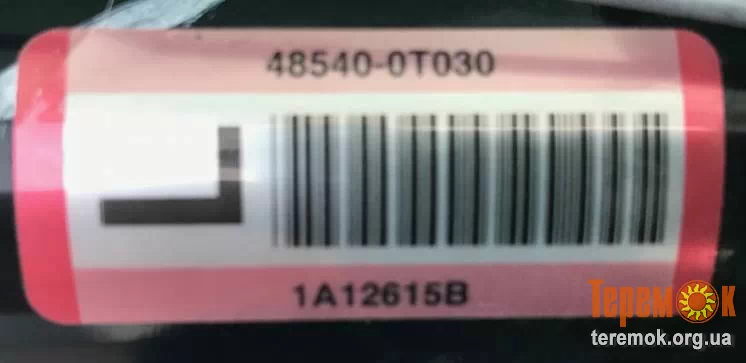 48540-0T030
L
1A12615B
Теремок
teremok.org.ua